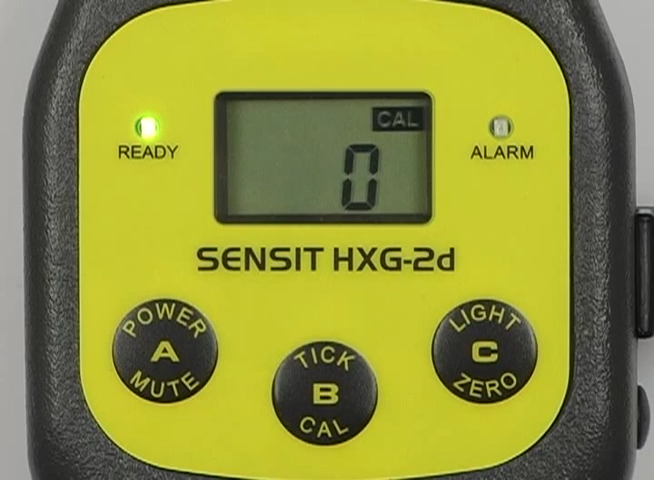 CAL
0
READY
ALARM
SENSIT HXG-2d
POWER
A
MUTE
TICK
B
CAL
LIGHT
C
ZERO